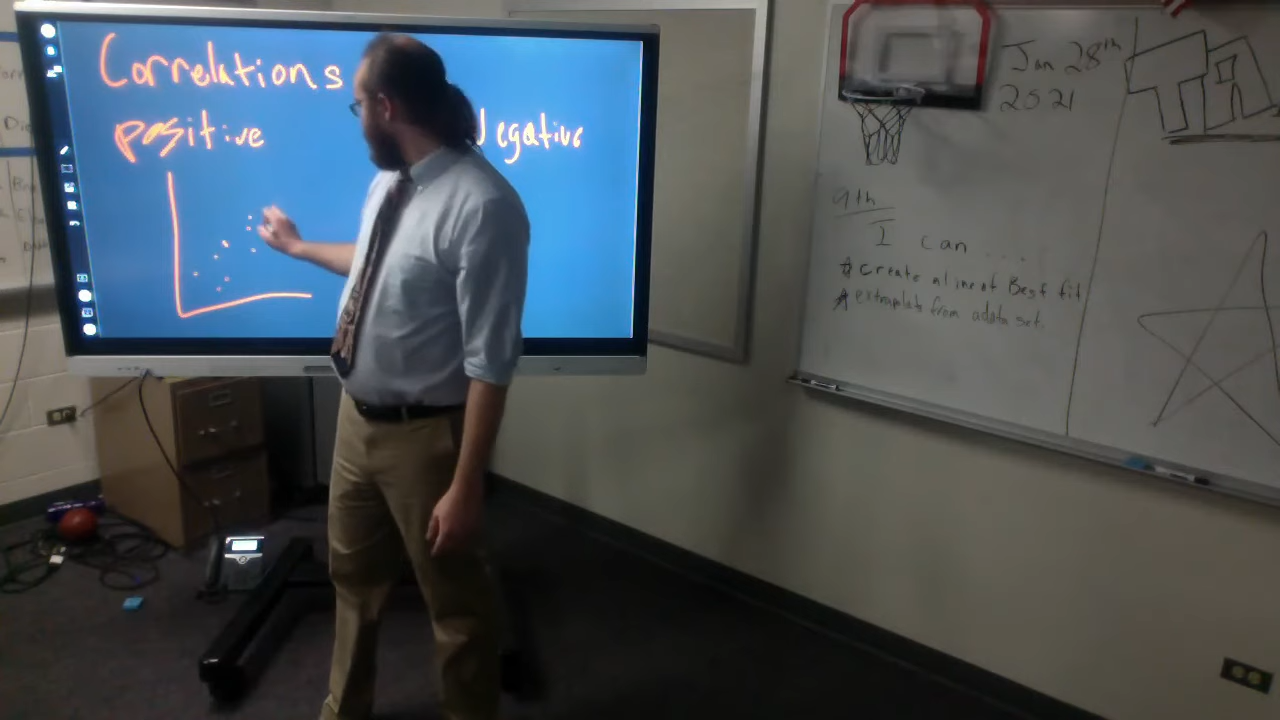 Correlations
positive
egative
Jan 28th
2021
9th
I can ...
* create a line of Best fit
* extrapolate from a data set.